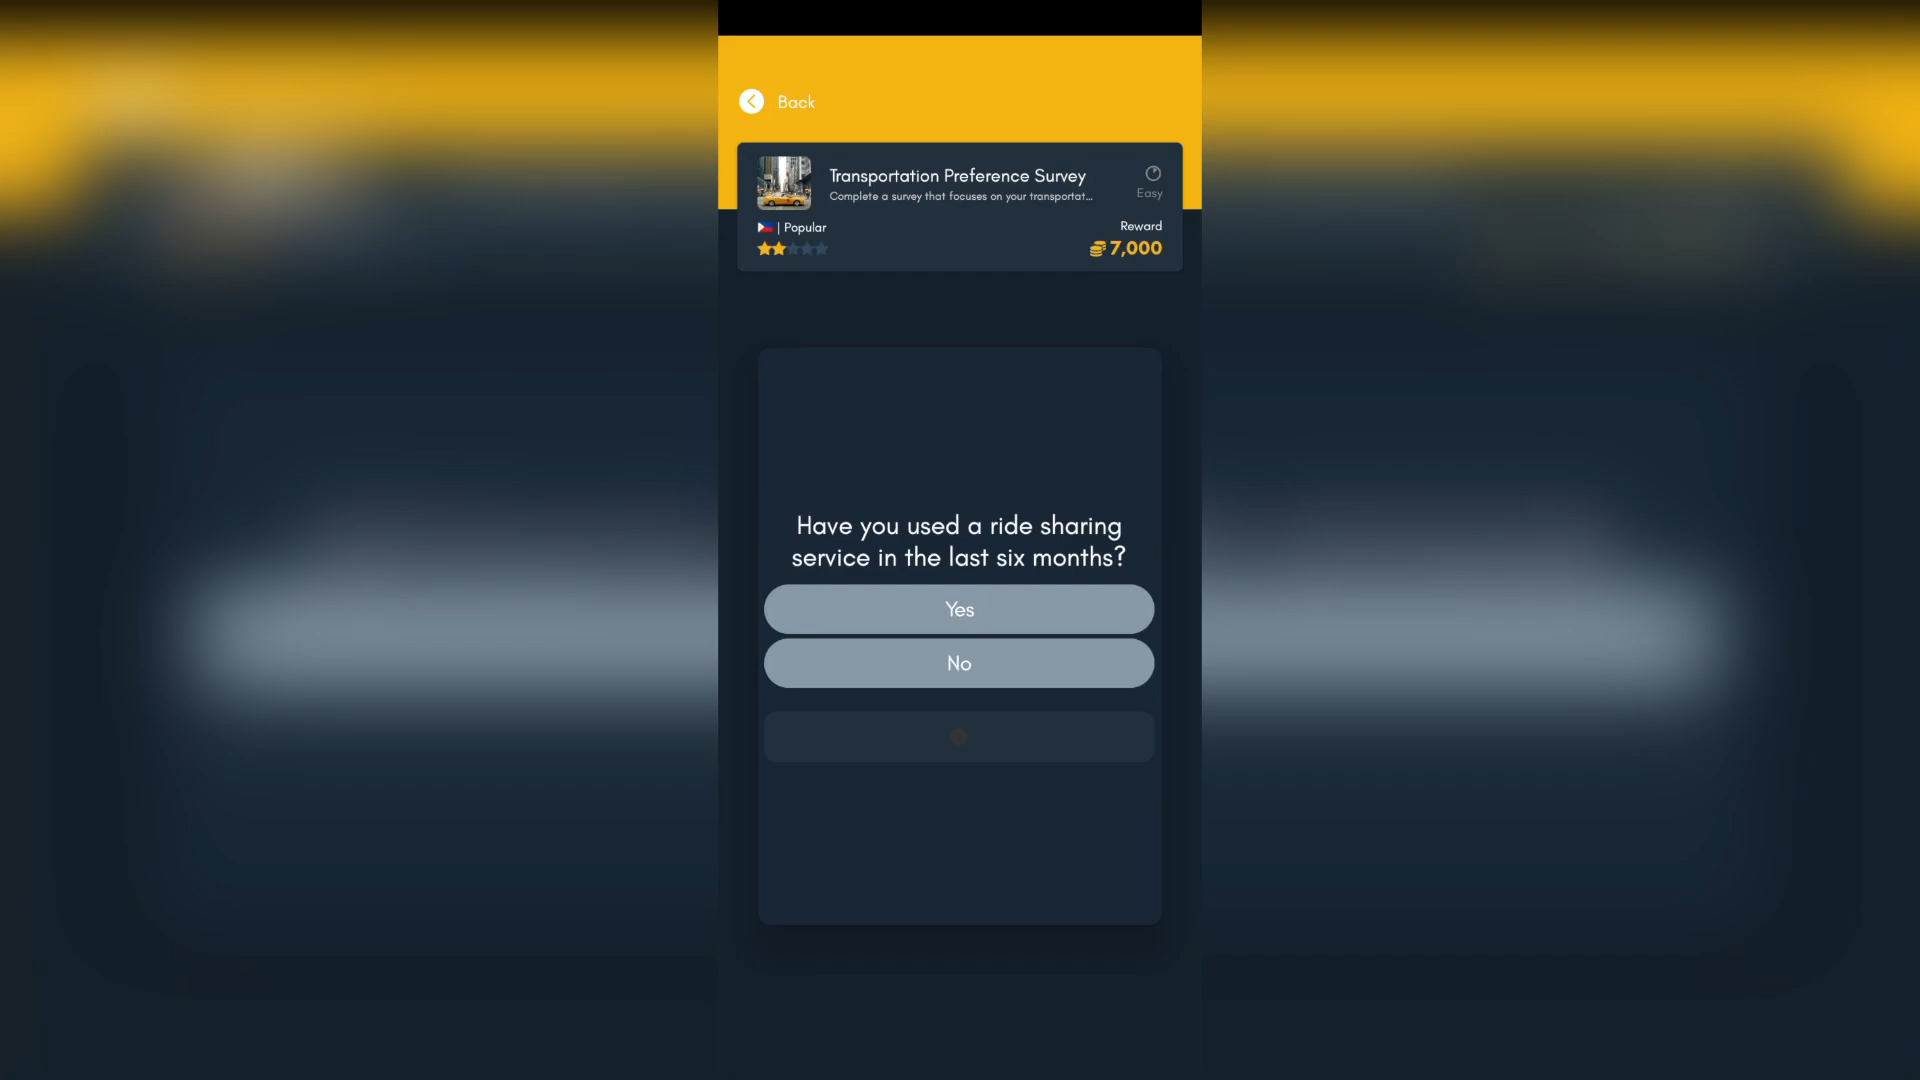 Back
Transportation Preference Survey
Complete a survey that focuses on your transportat...
Easy
| Popular
Reward
7,000
Have you used a ride sharing
service in the last six months?
Yes
No